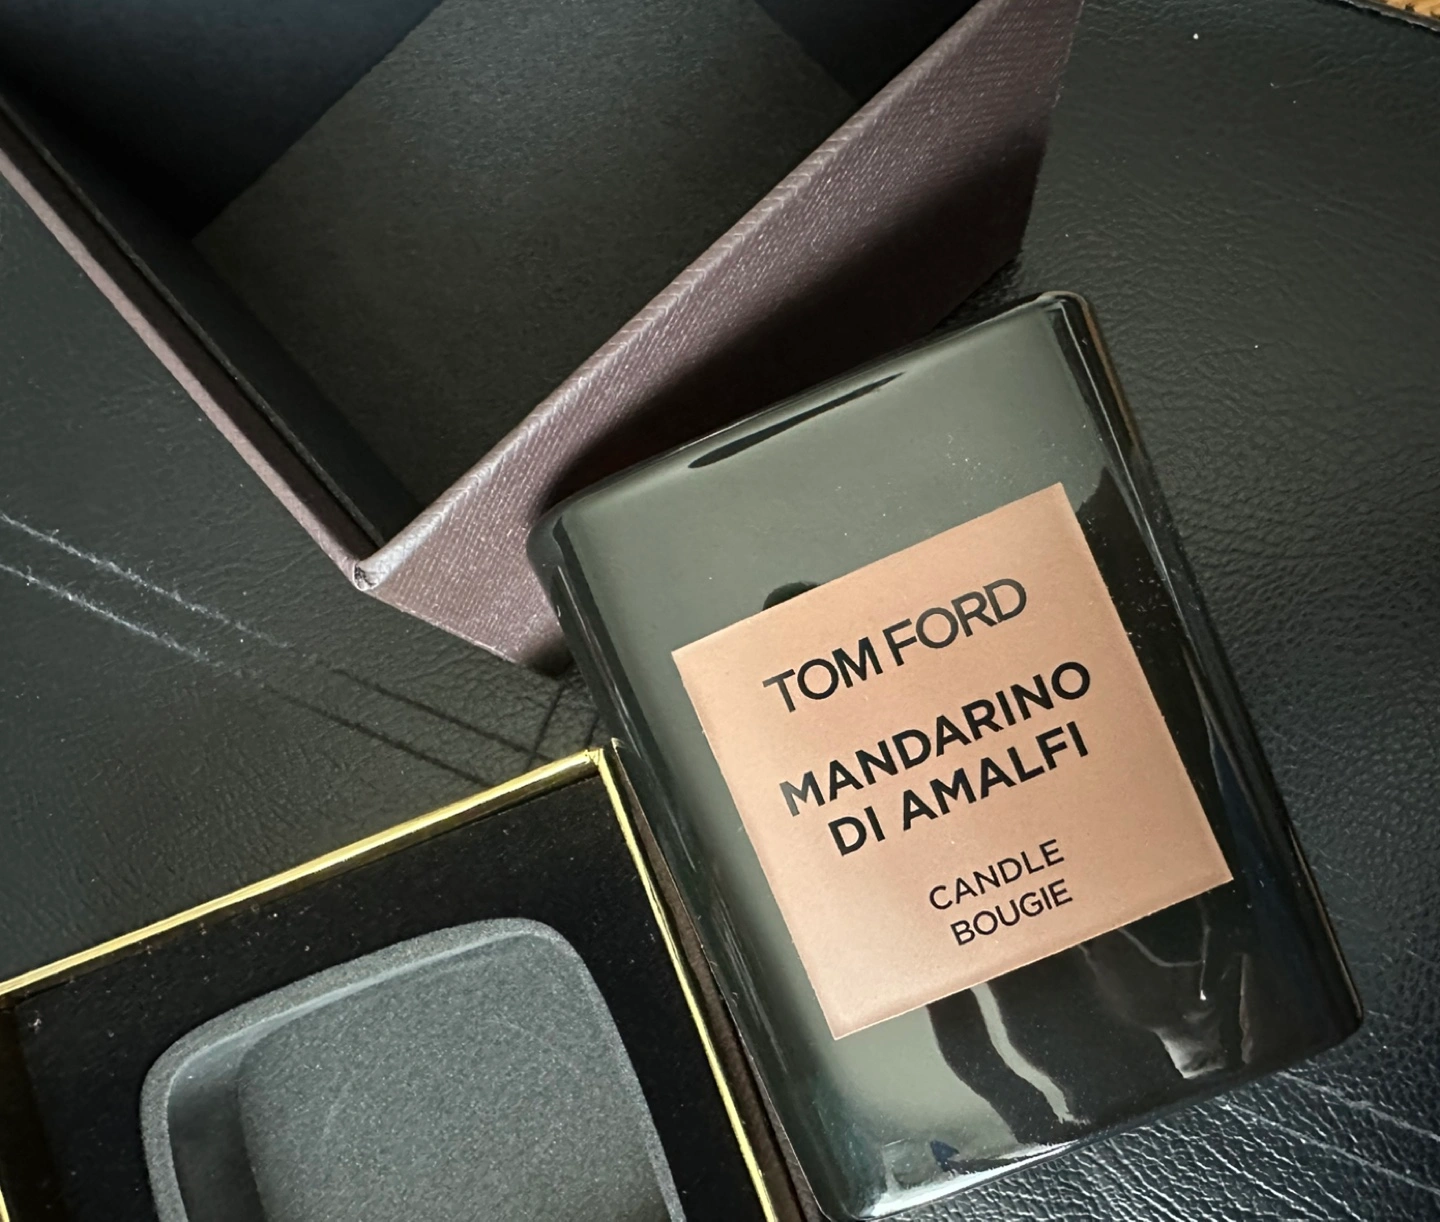 TOM FORD
MANDARINO
DI AMALFI
CANDLE
BOUGIE